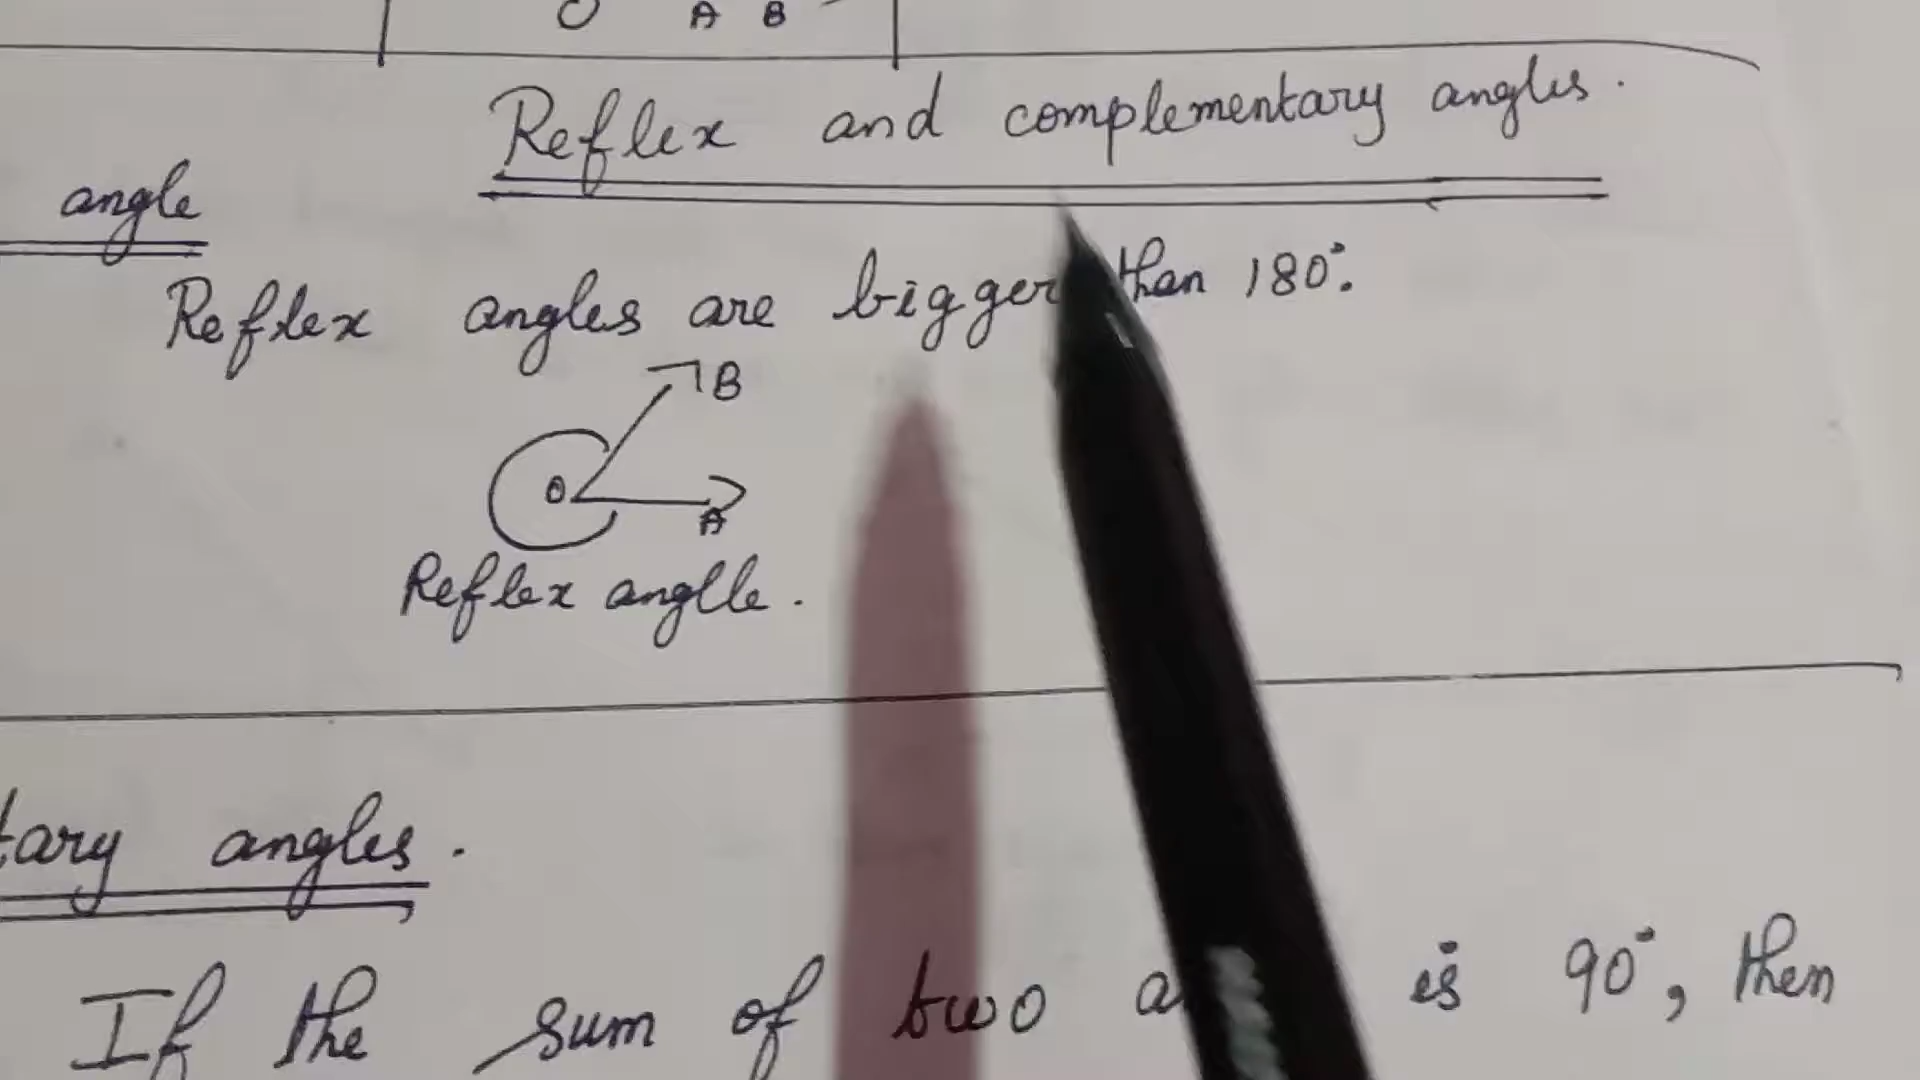 O A B
Reflex and complementary angles.
angle
Reflex angles are bigger than 180°.
B
O
A
Reflex anglle.
tary angles.
If the sum of two a is 90°, then